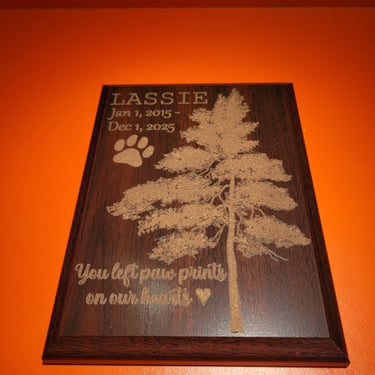 LASSIE
Jan 1, 2015 -
Dec 1, 2025
You left paw prints
on our hearts ♥